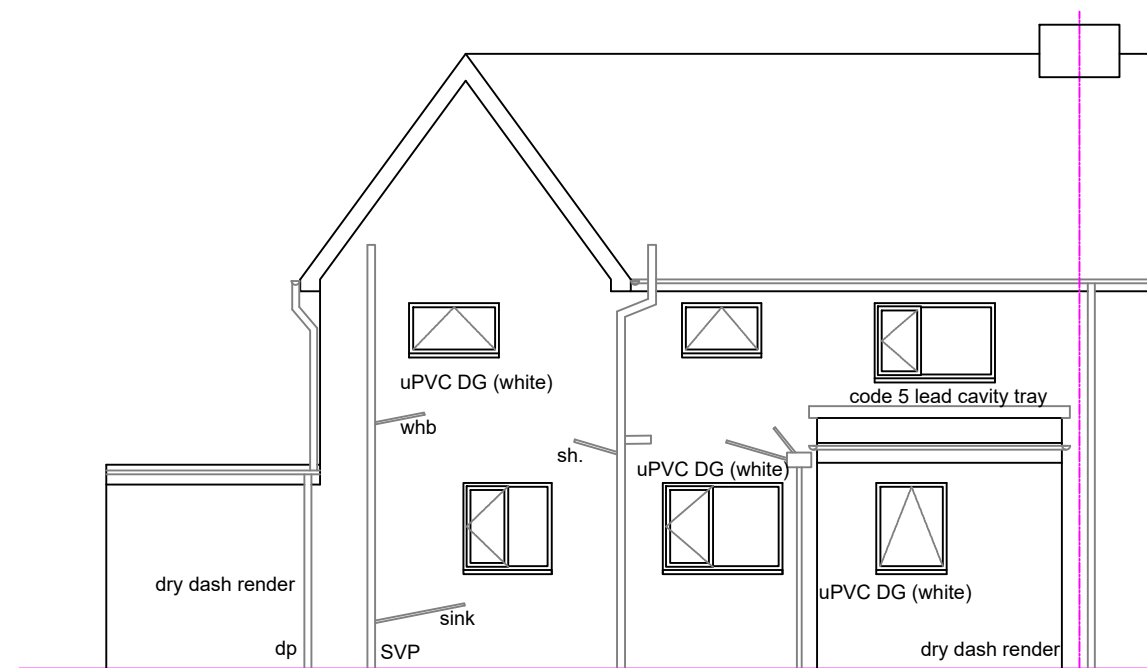 uPVC DG (white)
code 5 lead cavity tray
whb
sh.
uPVC DG (white)
dry dash render
uPVC DG (white)
sink
dp
SVP
dry dash render